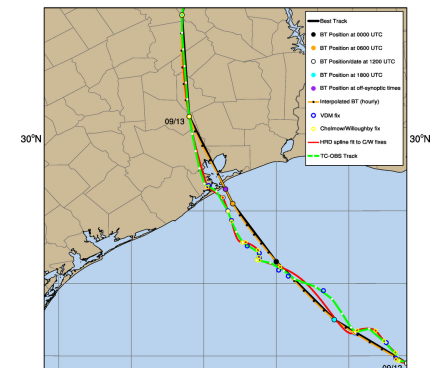 Best Track
BT Position at 0000 UTC
BT Position at 0600 UTC
BT Position/date at 1200 UTC
BT Position at 1800 UTC
BT Position at off-synoptic times
Interpolated BT (hourly)
VDM fix
Chelmow/Willoughby fix
HRD spline fit to C/W fixes
TC-OBS Track
09/13
30°N
30°N
09/12